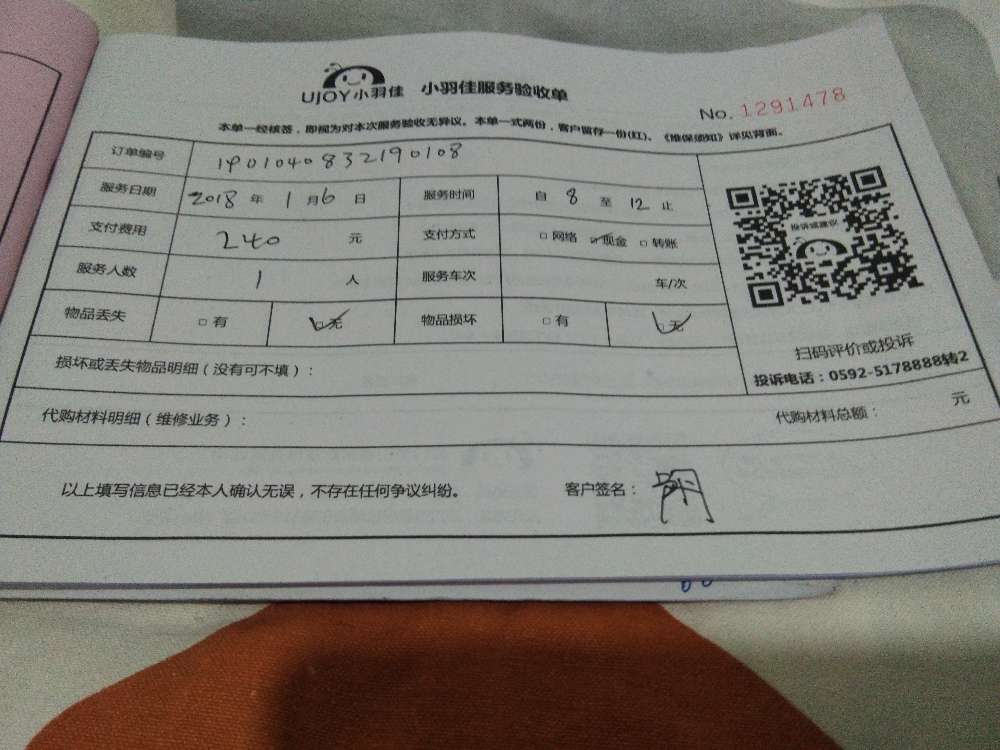 UJOY小羽佳 小羽佳服务验收单
No. 1291478
本单一经核签，即视为对本次服务验收无异议。本单一式两份，客户留存一份(红)、《维保须知》详见背面。
订单编号 190104083219 0108
服务日期 2018 年 1 月 6 日 服务时间 自 8 至 12 止
支付费用 240 元 支付方式 □网络 ☑现金 □转账
服务人数 1 人 服务车次 车/次
物品丢失 □有 ☑无 物品损坏 □有 ☑无
投诉或建议
扫码评价或投诉
投诉电话：0592-5178888转2
损坏或丢失物品明细（没有可不填）：
代购材料明细（维修业务）： 代购材料总额： 元
以上填写信息已经本人确认无误，不存在任何争议纠纷。 客户签名：